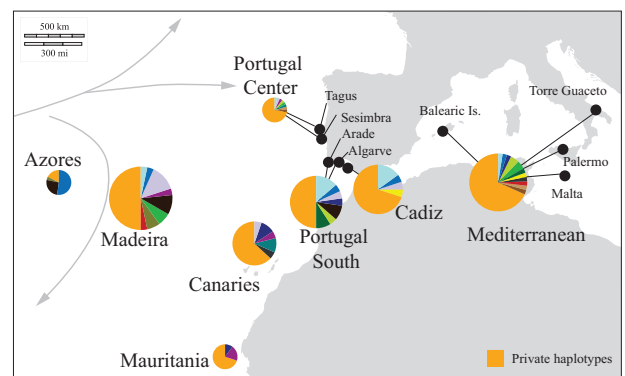 500 km
300 mi
Portugal
Center
Tagus
Sesimbra
Arade
Algarve
Balearic Is.
Torre Guaceto
Palermo
Malta
Azores
Madeira
Canaries
Portugal
South
Cadiz
Mediterranean
Mauritania
Private haplotypes